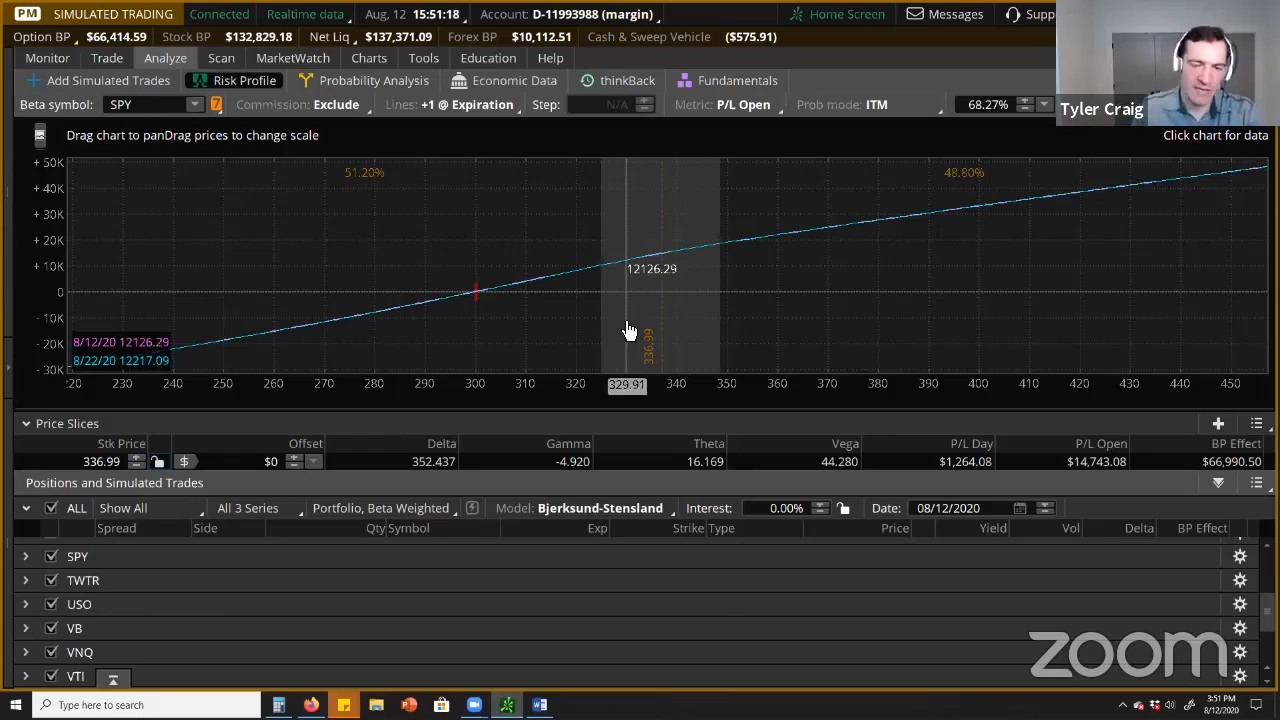 PM SIMULATED TRADING Connected Realtime data Aug, 12 15:51:18 Account: D-11993988 (margin) Home Screen Messages Supp
Option BP $66,414.59 Stock BP $132,829.18 Net Liq $137,371.09 Forex BP $10,112.51 Cash & Sweep Vehicle ($575.91)
Monitor Trade Analyze Scan MarketWatch Charts Tools Education Help
Add Simulated Trades Risk Profile Probability Analysis Economic Data thinkBack Fundamentals
Beta symbol: SPY 7 Commission: Exclude Lines: +1 @ Expiration Step: N/A Metric: P/L Open Prob mode: ITM 68.27%
Tyler Craig
Drag chart to panDrag prices to change scale Click chart for data
+ 50K 51.20% 48.80%
+ 40K
+ 30K
+ 20K
+ 10K 12126.29
0
- 10K
8/12/20 12126.29 336.99
- 20K
8/22/20 12217.09
- 30K
220 230 240 250 260 270 280 290 300 310 320 329.91 340 350 360 370 380 390 400 410 420 430 440 450
Price Slices
Stk Price Offset Delta Gamma Theta Vega P/L Day P/L Open BP Effect
336.99 $ $0 352.437 -4.920 16.169 44.280 $1,264.08 $14,743.08 $66,990.50
Positions and Simulated Trades
ALL Show All All 3 Series Portfolio, Beta Weighted Model: Bjerksund-Stensland Interest: 0.00% Date: 08/12/2020
Spread Side Qty Symbol Exp Strike Type Price Yield Vol Delta BP Effect
SPY
TWTR
USO
VB
VNQ
VTI
zoom
Type here to search
3:51 PM
8/12/2020